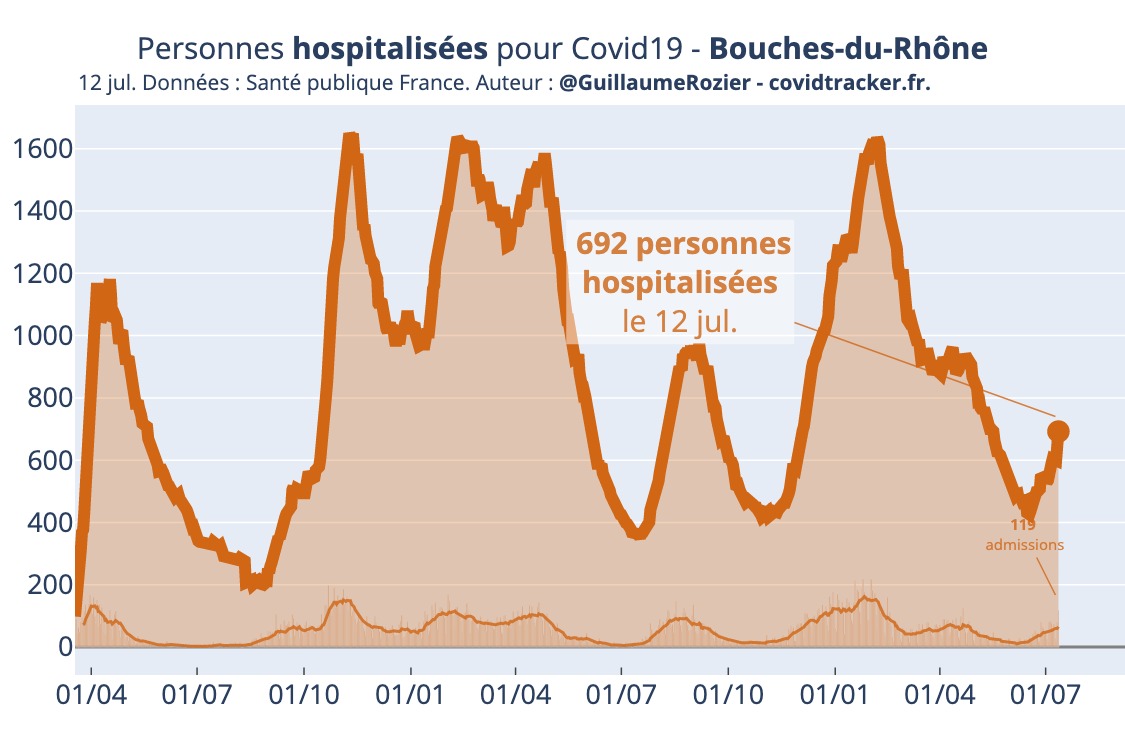 Personnes hospitalisées pour Covid19 - Bouches-du-Rhône
12 jul. Données : Santé publique France. Auteur : @GuillaumeRozier - covidtracker.fr.
1600
1400
1200
1000
800
600
400
200
0
692 personnes
hospitalisées
le 12 jul.
119
admissions
01/04 01/07 01/10 01/01 01/04 01/07 01/10 01/01 01/04 01/07